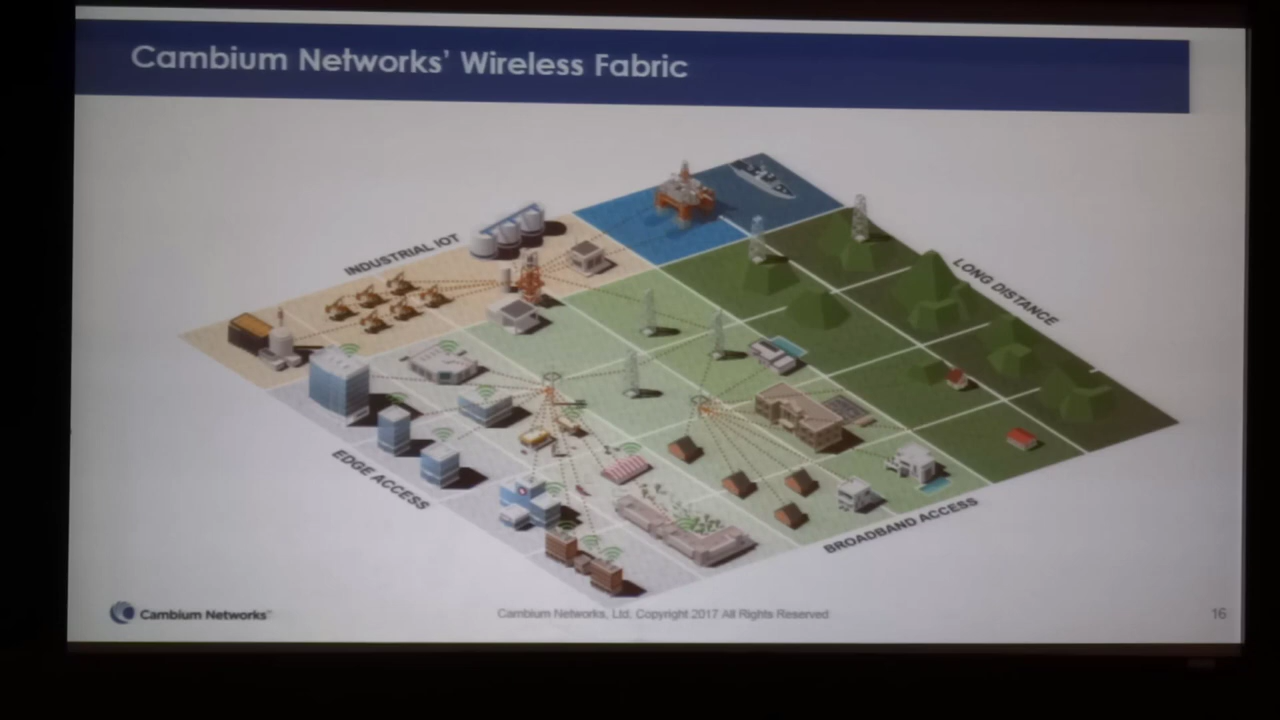 Cambium Networks' Wireless Fabric
INDUSTRIAL IOT
LONG DISTANCE
EDGE ACCESS
BROADBAND ACCESS
Cambium Networks™
Cambium Networks, Ltd. Copyright 2017 All Rights Reserved
16